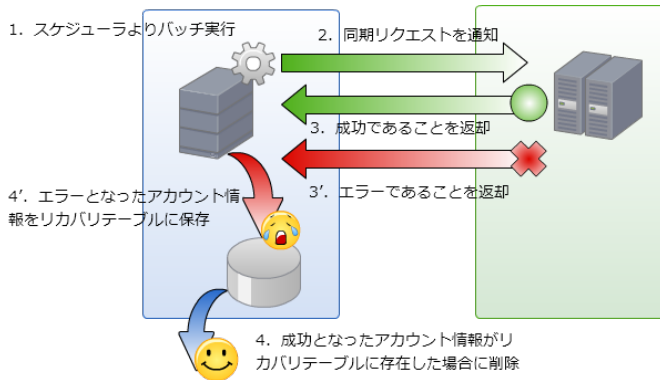 1. スケジューラよりバッチ実行
2. 同期リクエストを通知
3. 成功であることを返却
3’. エラーであることを返却
4’. エラーとなったアカウント情
報をリカバリテーブルに保存
4. 成功となったアカウント情報がリ
カバリテーブルに存在した場合に削除